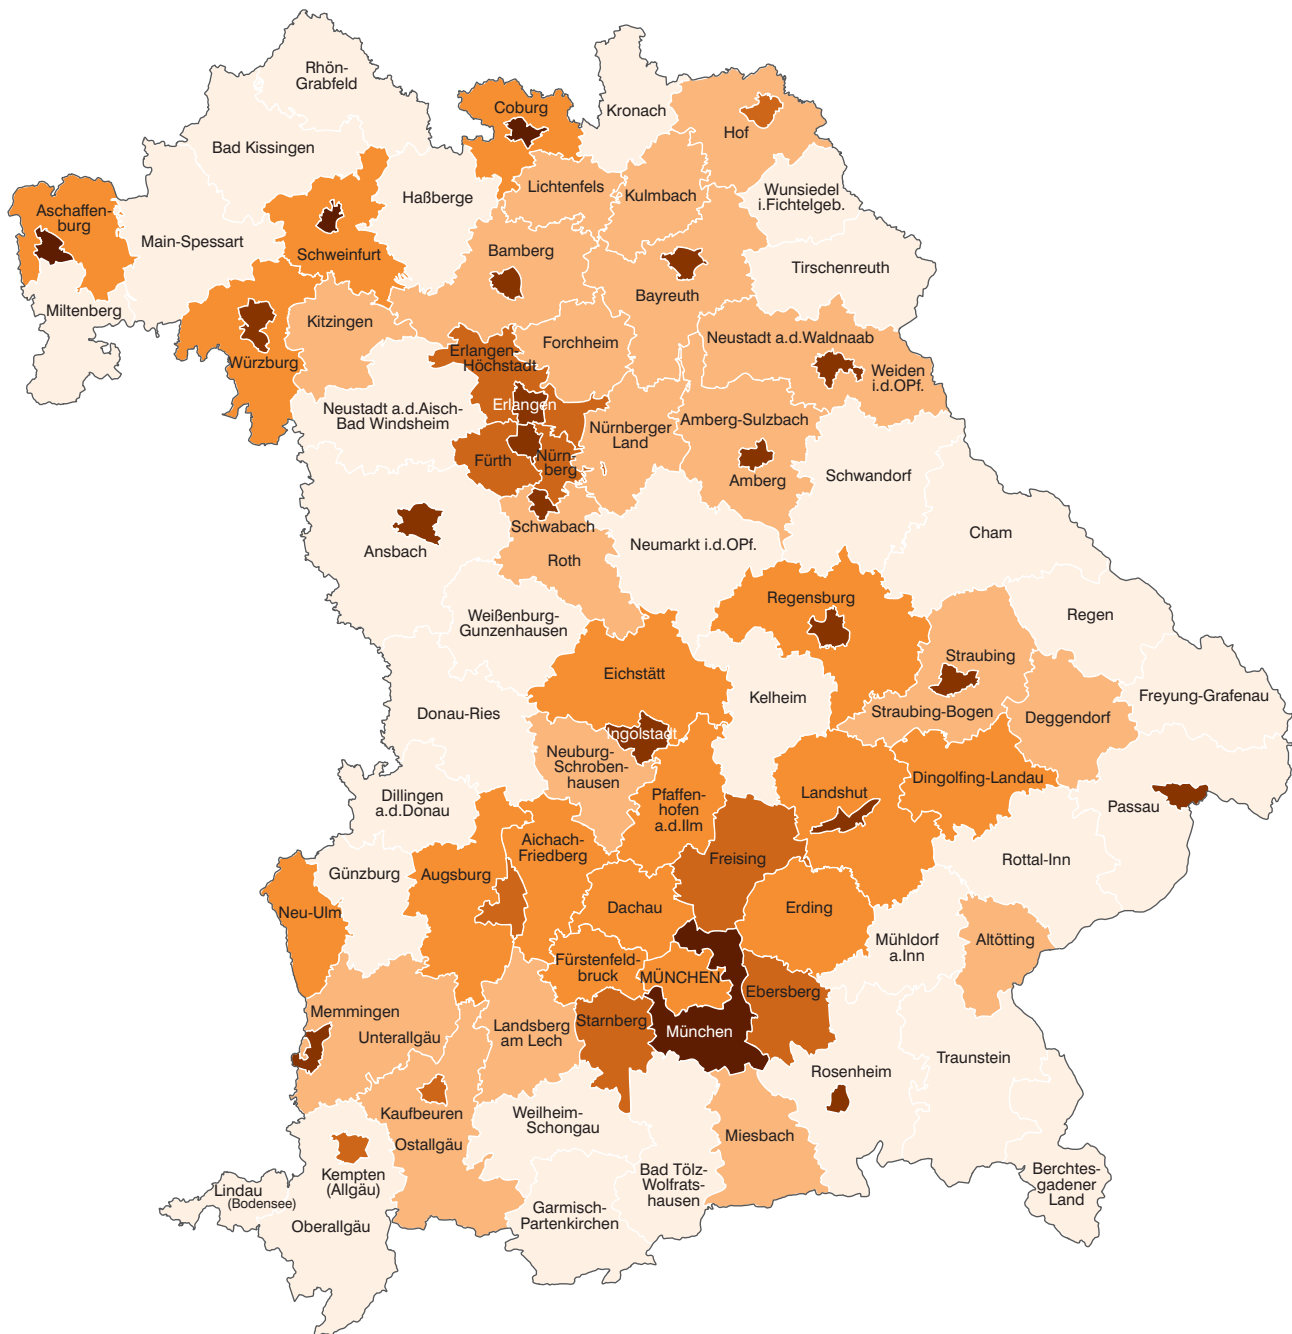 Rhön-
Grabfeld
Coburg
Kronach
Hof
Bad Kissingen
Lichtenfels
Kulmbach
Wunsiedel
i.Fichtelgeb.
Haßberge
Aschaffen-
burg
Main-Spessart
Schweinfurt
Bamberg
Bayreuth
Tirschenreuth
Miltenberg
Kitzingen
Würzburg
Erlangen-
Höchstadt
Forchheim
Neustadt a.d.Waldnaab
Weiden
i.d.OPf.
Neustadt a.d.Aisch-
Bad Windsheim
Erlangen
Nürnberger
Land
Amberg-Sulzbach
Fürth
Nürn-
berg
Amberg
Schwandorf
Schwabach
Ansbach
Roth
Neumarkt i.d.OPf.
Cham
Weißenburg-
Gunzenhausen
Regensburg
Regen
Straubing
Eichstätt
Kelheim
Freyung-Grafenau
Donau-Ries
Straubing-Bogen
Deggendorf
Ingolstadt
Neuburg-
Schroben-
hausen
Dingolfing-Landau
Dillingen
a.d.Donau
Pfaffen-
hofen
a.d.Ilm
Landshut
Passau
Aichach-
Friedberg
Freising
Rottal-Inn
Günzburg
Augsburg
Neu-Ulm
Dachau
Erding
Mühldorf
a.Inn
Altötting
Fürstenfeld-
bruck
MÜNCHEN
Ebersberg
Memmingen
Unterallgäu
Landsberg
am Lech
Starnberg
München
Traunstein
Rosenheim
Kaufbeuren
Weilheim-
Schongau
Ostallgäu
Miesbach
Kempten
(Allgäu)
Bad Tölz-
Wolfrats-
hausen
Berchtes-
gadener
Land
Lindau
(Bodensee)
Oberallgäu
Garmisch-
Partenkirchen